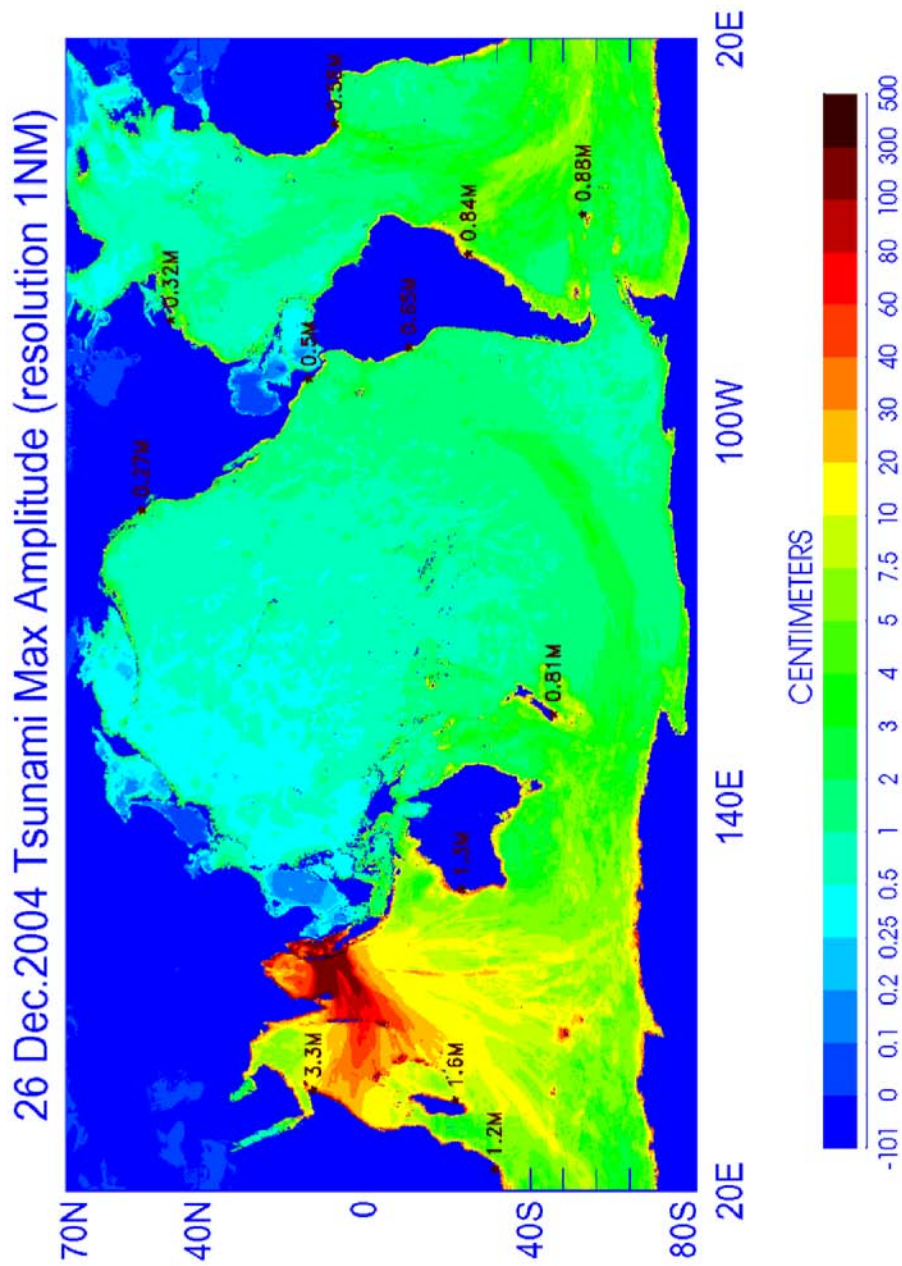 26 Dec.2004 Tsunami Max Amplitude (resolution 1NM)
70N
40N
0
40S
80S
0.27M
0.32M
0.55M
3.3M
0.5M
0.65M
1.6M
1.3M
0.84M
1.2M
0.81M
0.88M
20E
140E
100W
20E
CENTIMETERS
-101 0 0.1 0.2 0.25 0.5 1 2 3 4 5 7.5 10 20 30 40 60 80 100 300 500